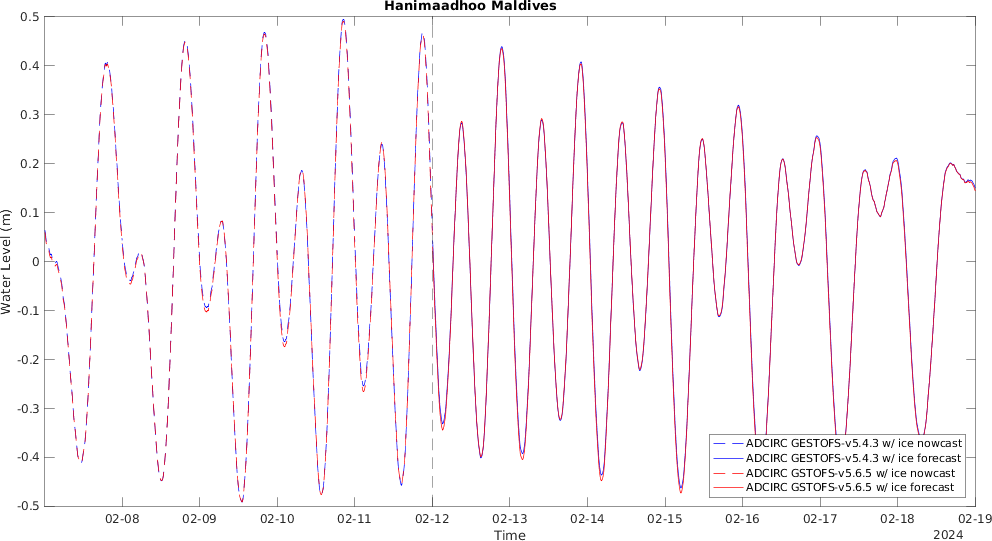 Hanimaadhoo Maldives
0.5
0.4
0.3
0.2
0.1
0
-0.1
-0.2
-0.3
-0.4
-0.5
Water Level (m)
ADCIRC GESTOFS-v5.4.3 w/ ice nowcast
ADCIRC GESTOFS-v5.4.3 w/ ice forecast
ADCIRC GSTOFS-v5.6.5 w/ ice nowcast
ADCIRC GSTOFS-v5.6.5 w/ ice forecast
02-08 02-09 02-10 02-11 02-12 02-13 02-14 02-15 02-16 02-17 02-18 02-19
Time
2024